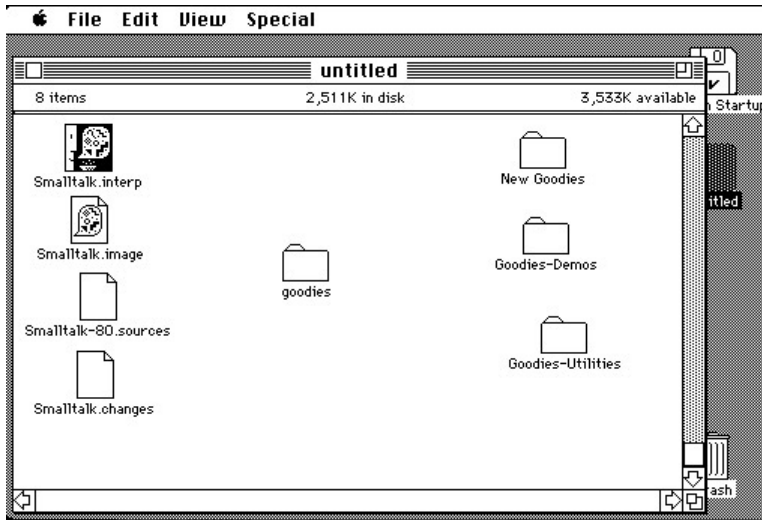 File Edit View Special
untitled
8 items 2,511K in disk 3,533K available
Startup
Smalltalk.interp
New Goodies
Smalltalk.image
Goodies-Demos
goodies
Smalltalk-80.sources
Goodies-Utilities
Smalltalk.changes